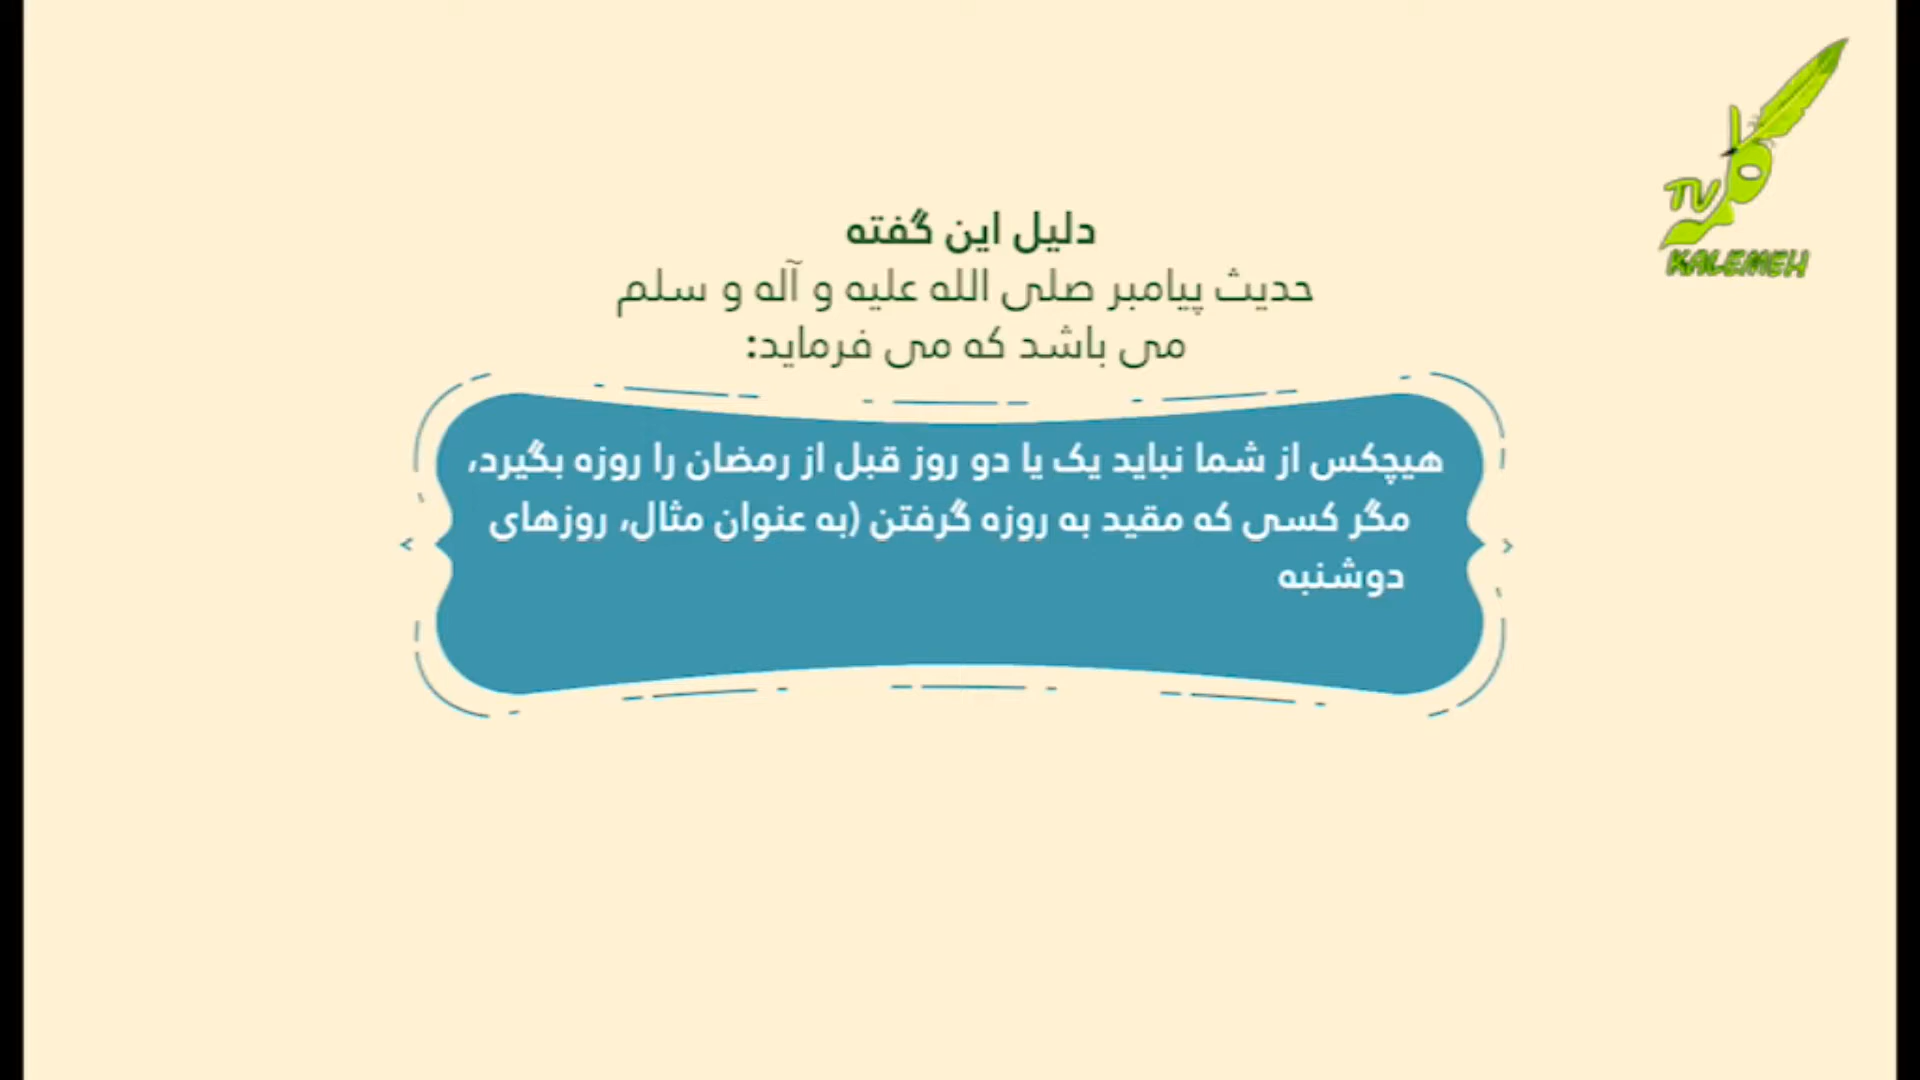 دلیل این گفته
حدیث پیامبر صلی الله علیه و آله و سلم
می باشد که می فرماید:
هیچکس از شما نباید یک یا دو روز قبل از رمضان را روزه بگیرد،
مگر کسی که مقید به روزه گرفتن (به عنوان مثال، روزهای
دوشنبه
TV
KALEMEH